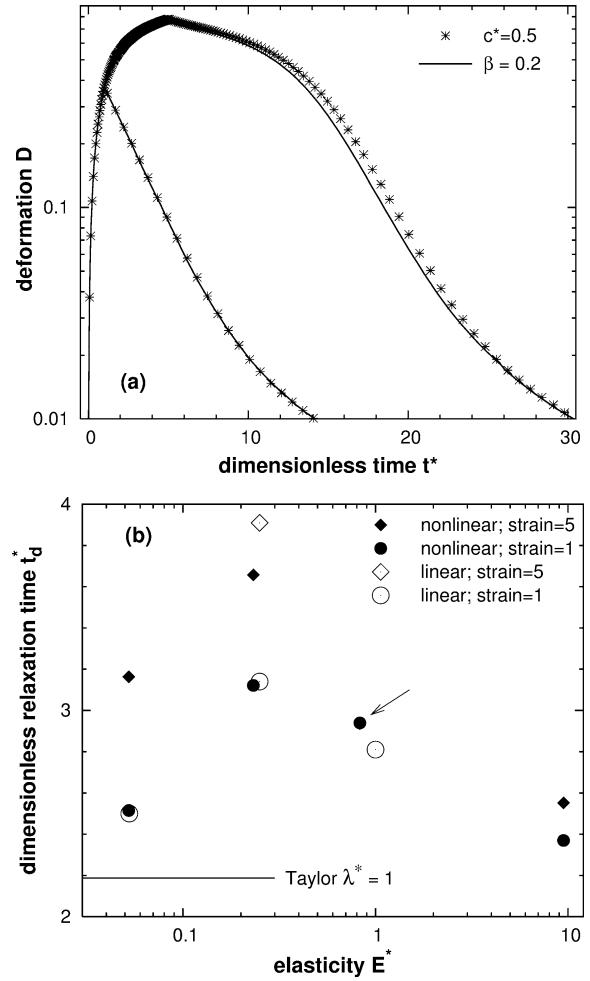 c*=0.5
β = 0.2
deformation D
0.1
0.01
(a)
0
10
20
30
dimensionless time t*
4
(b)
nonlinear; strain=5
nonlinear; strain=1
linear; strain=5
linear; strain=1
dimensionless relaxation time t_d^*
3
Taylor λ* = 1
2
0.1
1
10
elasticity E*